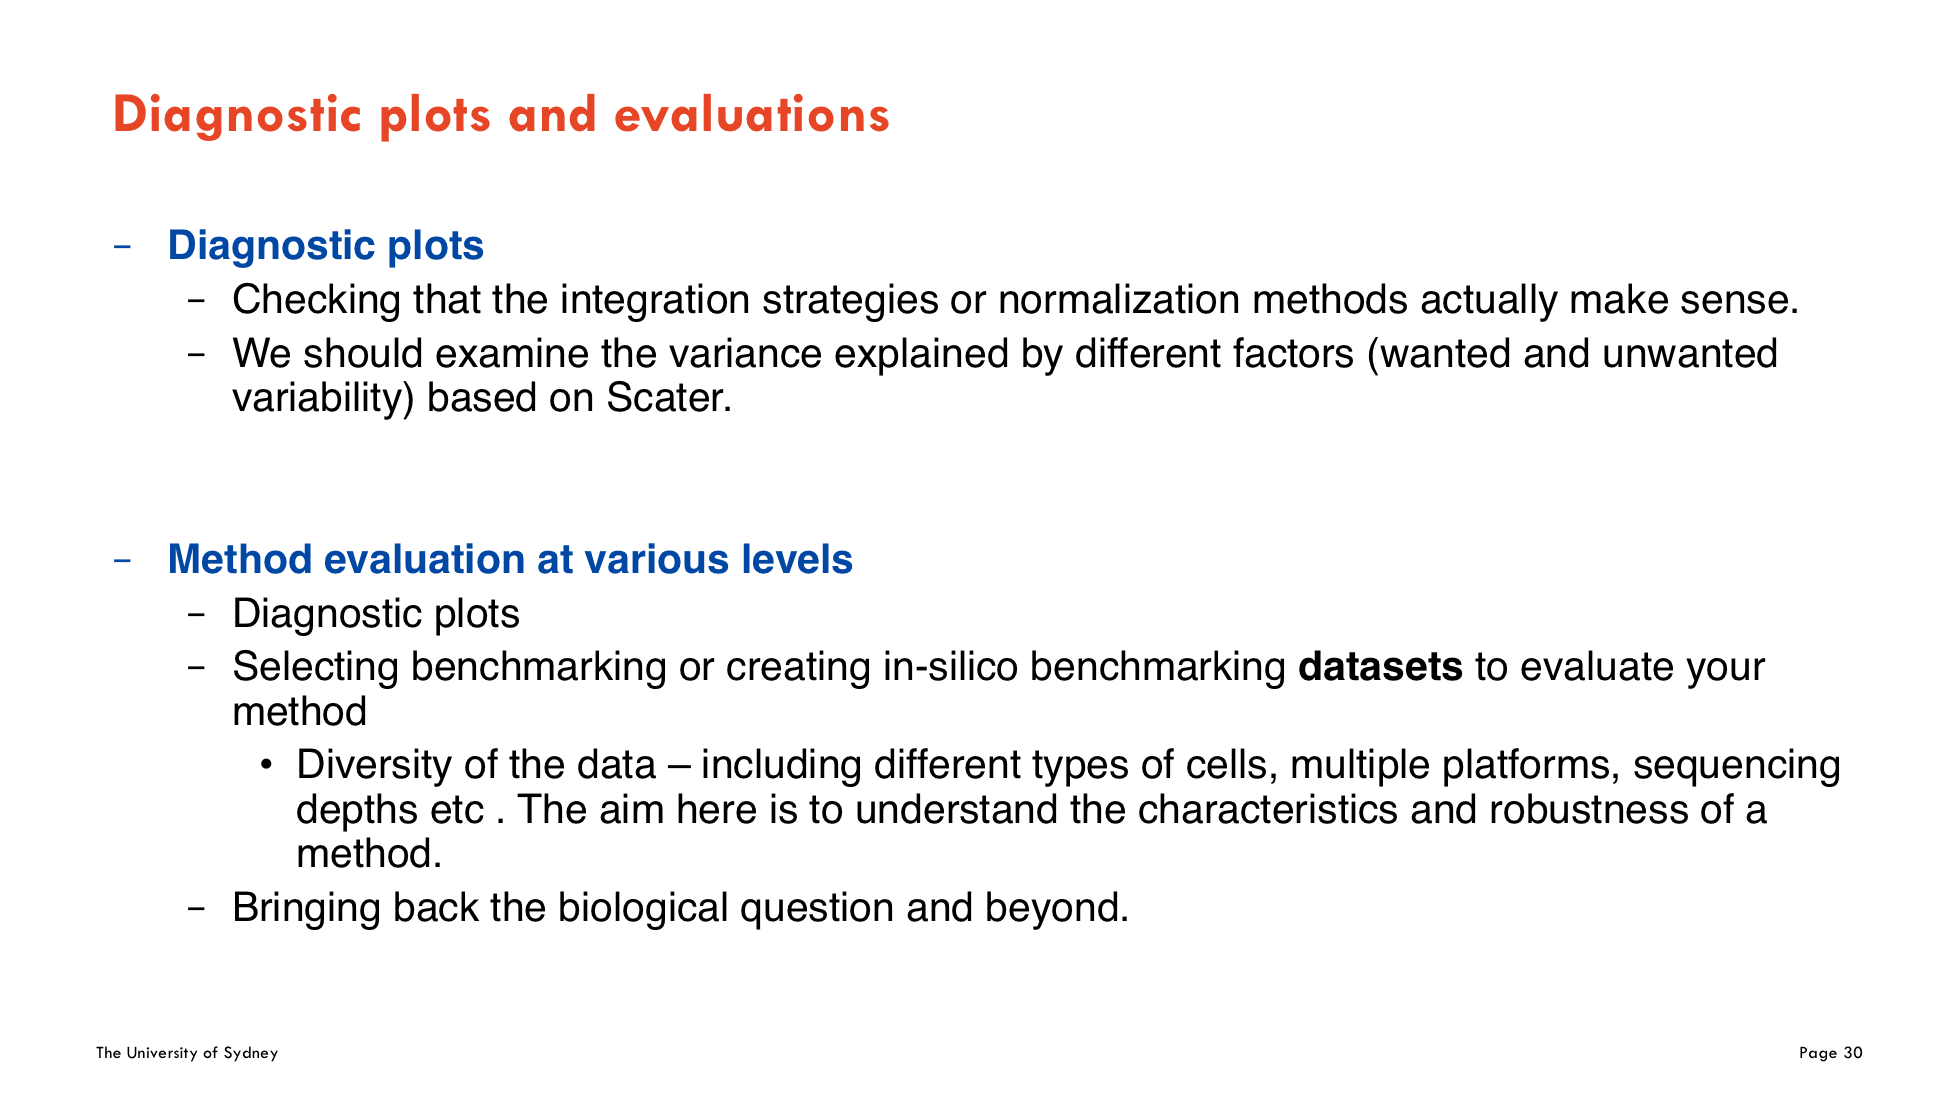 Diagnostic plots and evaluations
– Diagnostic plots
– Checking that the integration strategies or normalization methods actually make sense.
– We should examine the variance explained by different factors (wanted and unwanted
variability) based on Scater.
– Method evaluation at various levels
– Diagnostic plots
– Selecting benchmarking or creating in-silico benchmarking datasets to evaluate your
method
• Diversity of the data – including different types of cells, multiple platforms, sequencing
depths etc . The aim here is to understand the characteristics and robustness of a
method.
– Bringing back the biological question and beyond.
The University of Sydney
Page 30